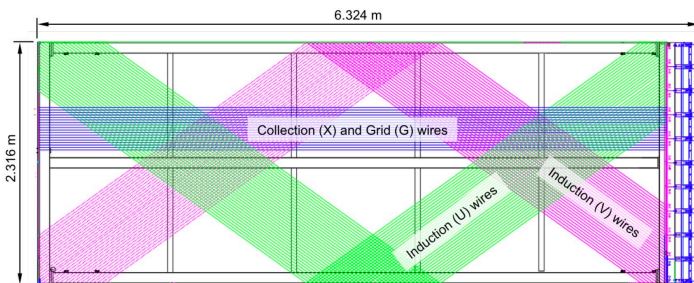 6.324 m
2.316 m
Collection (X) and Grid (G) wires
Induction (U) wires
Induction (V) wires